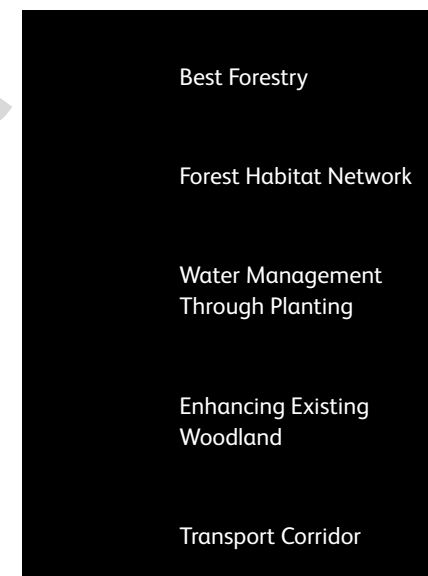 Best Forestry
Forest Habitat Network
Water Management
Through Planting
Enhancing Existing
Woodland
Transport Corridor